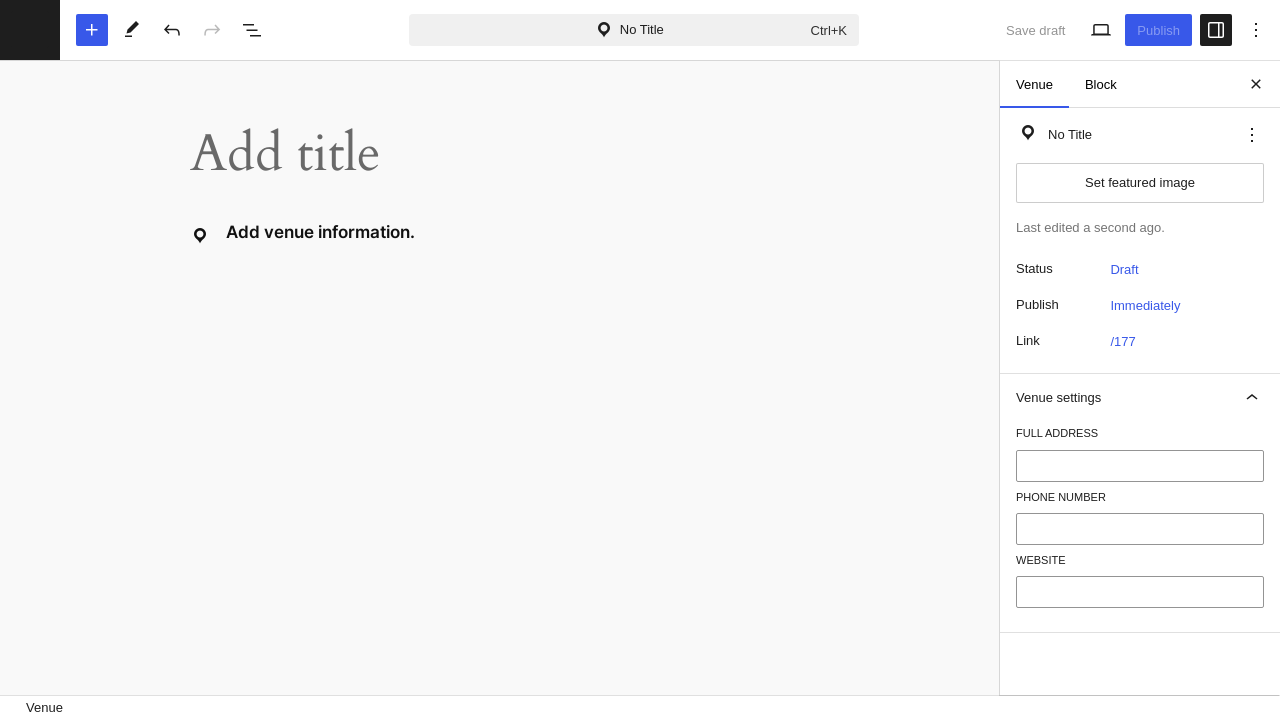 No Title
Ctrl+K
Save draft
Publish
Add title
Add venue information.
Venue
Block
No Title
Set featured image
Last edited a second ago.
Status
Draft
Publish
Immediately
Link
/177
Venue settings
FULL ADDRESS
PHONE NUMBER
WEBSITE
Venue